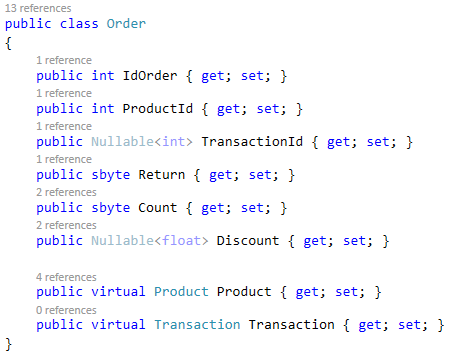 13 references
public class Order
{
1 reference
public int IdOrder { get; set; }
1 reference
public int ProductId { get; set; }
1 reference
public Nullable<int> TransactionId { get; set; }
1 reference
public sbyte Return { get; set; }
2 references
public sbyte Count { get; set; }
2 references
public Nullable<float> Discount { get; set; }
4 references
public virtual Product Product { get; set; }
0 references
public virtual Transaction Transaction { get; set; }
}